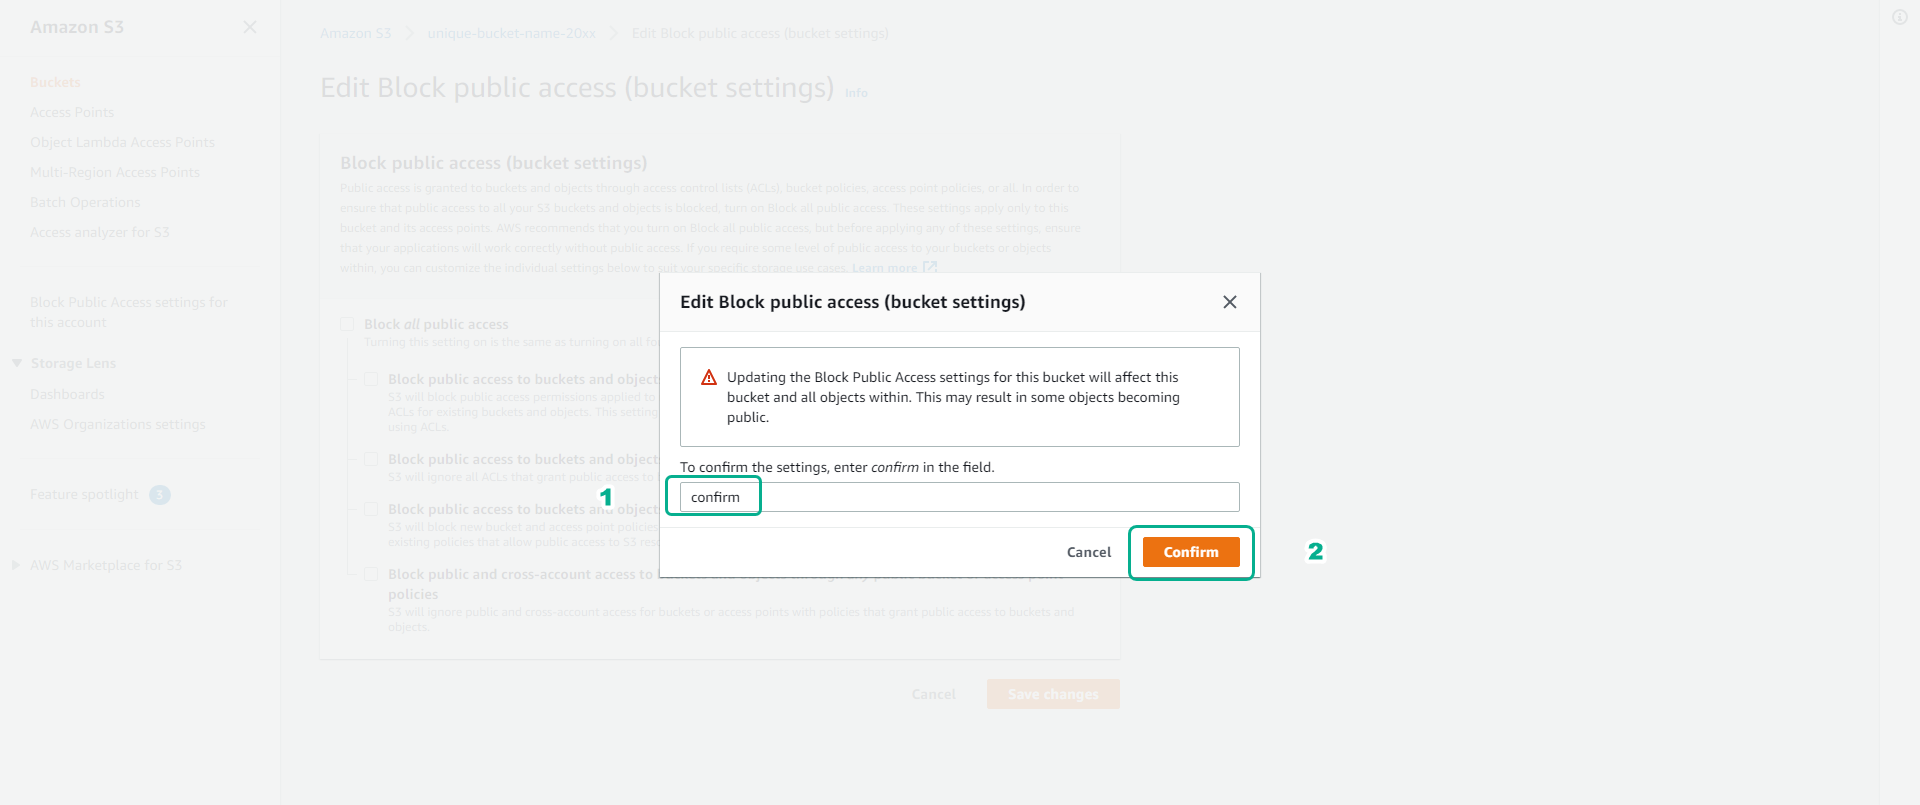 Amazon S3
Buckets
Access Points
Object Lambda Access Points
Multi-Region Access Points
Batch Operations
Access analyzer for S3
Block Public Access settings for
this account
Storage Lens
Dashboards
AWS Organizations settings
Feature spotlight 3
AWS Marketplace for S3
Amazon S3 > unique-bucket-name-20xx > Edit Block public access (bucket settings)
Edit Block public access (bucket settings) Info
Block public access (bucket settings)
Public access is granted to buckets and objects through access control lists (ACLs), bucket policies, access point policies, or all. In order to
ensure that public access to all your S3 buckets and objects is blocked, turn on Block all public access. These settings apply only to this
bucket and its access points. AWS recommends that you turn on Block all public access, but before applying any of these settings, ensure
that your applications will work correctly without public access. If you require some level of public access to your buckets or objects
within, you can customize the individual settings below to suit your specific storage use cases. Learn more
Block all public access
Turning this setting on is the same as turning on all fo
Block public access to buckets and objects
S3 will block public access permissions applied to
ACLs for existing buckets and objects. This setting
using ACLs.
Block public access to buckets and objects
S3 will ignore all ACLs that grant public access to
Block public access to buckets and objects
S3 will block new bucket and access point policies
existing policies that allow public access to S3 reso
Block public and cross-account access to buckets and objects through any public bucket or access point
policies
S3 will ignore public and cross-account access for buckets or access points with policies that grant public access to buckets and
objects.
Cancel
Save changes
Edit Block public access (bucket settings)
Updating the Block Public Access settings for this bucket will affect this
bucket and all objects within. This may result in some objects becoming
public.
To confirm the settings, enter confirm in the field.
1
confirm
Cancel
Confirm
2